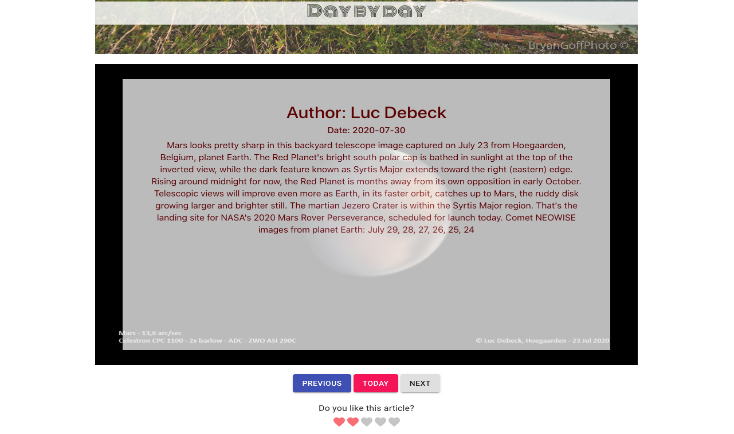 Day by day
BryanGoffPhoto ©
Author: Luc Debeck
Date: 2020-07-30
Mars looks pretty sharp in this backyard telescope image captured on July 23 from Hoegaarden,
Belgium, planet Earth. The Red Planet's bright south polar cap is bathed in sunlight at the top of the
inverted view, while the dark feature known as Syrtis Major extends toward the right (eastern) edge.
Rising around midnight for now, the Red Planet is months away from its own opposition in early October.
Telescopic views will improve even more as Earth, in its faster orbit, catches up to Mars, the ruddy disk
growing larger and brighter still. The martian Jezero Crater is within the Syrtis Major region. That's the
landing site for NASA's 2020 Mars Rover Perseverance, scheduled for launch today. Comet NEOWISE
images from planet Earth: July 29, 28, 27, 26, 25, 24
Mars - 13,6 arc/sec
Celestron CPC 1100 - 2x barlow - ADC - ZWO ASI 290C
© Luc Debeck, Hoegaarden - 23 Jul 2020
PREVIOUS
TODAY
NEXT
Do you like this article?